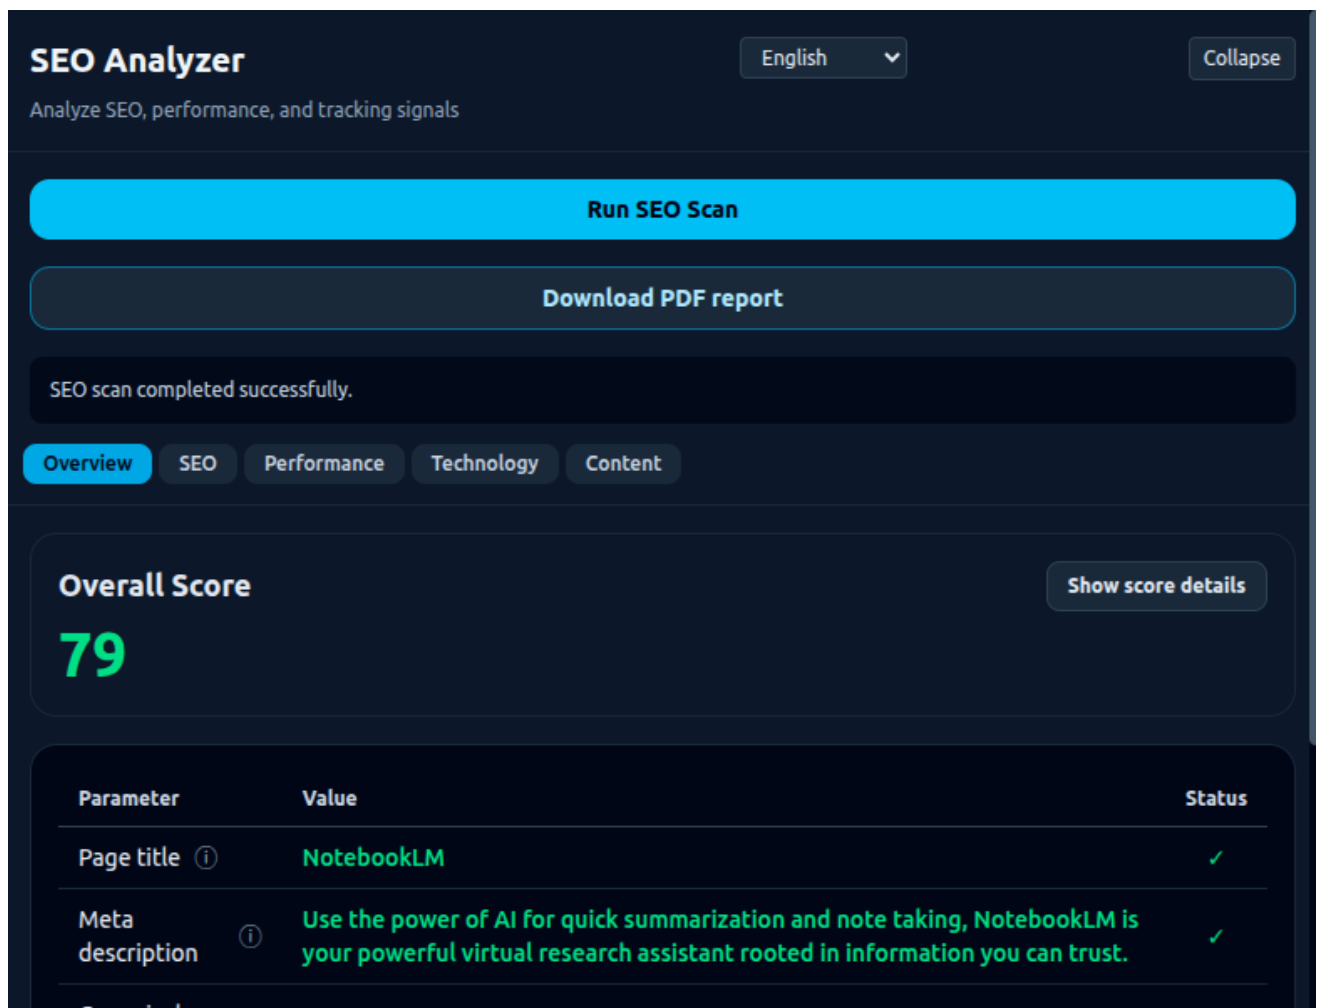 SEO Analyzer
English
Collapse
Analyze SEO, performance, and tracking signals
Run SEO Scan
Download PDF report
SEO scan completed successfully.
Overview SEO Performance Technology Content
Overall Score
Show score details
79
Parameter Value Status
Page title NotebookLM
Meta description
Use the power of AI for quick summarization and note taking, NotebookLM is
your powerful virtual research assistant rooted in information you can trust.